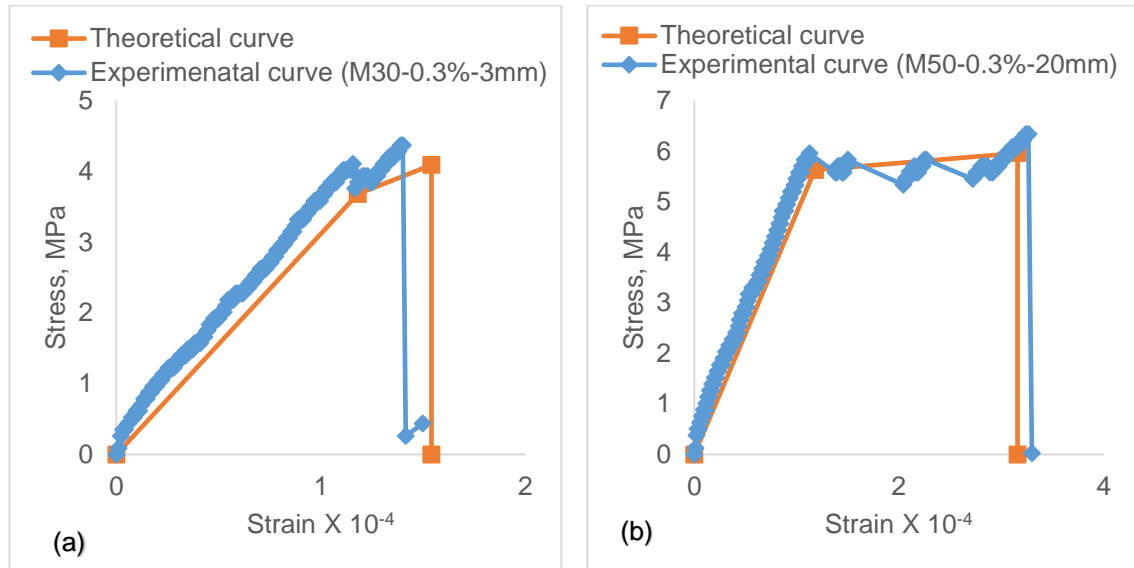 Theoretical curve
Experimenatal curve (M30-0.3%-3mm)
5
4
3
2
1
0
0
1
2
Stress, MPa
Strain X 10⁻⁴
(a)
Theoretical curve
Experimental curve (M50-0.3%-20mm)
7
6
5
4
3
2
1
0
0
2
4
Stress, MPa
Strain X 10⁻⁴
(b)